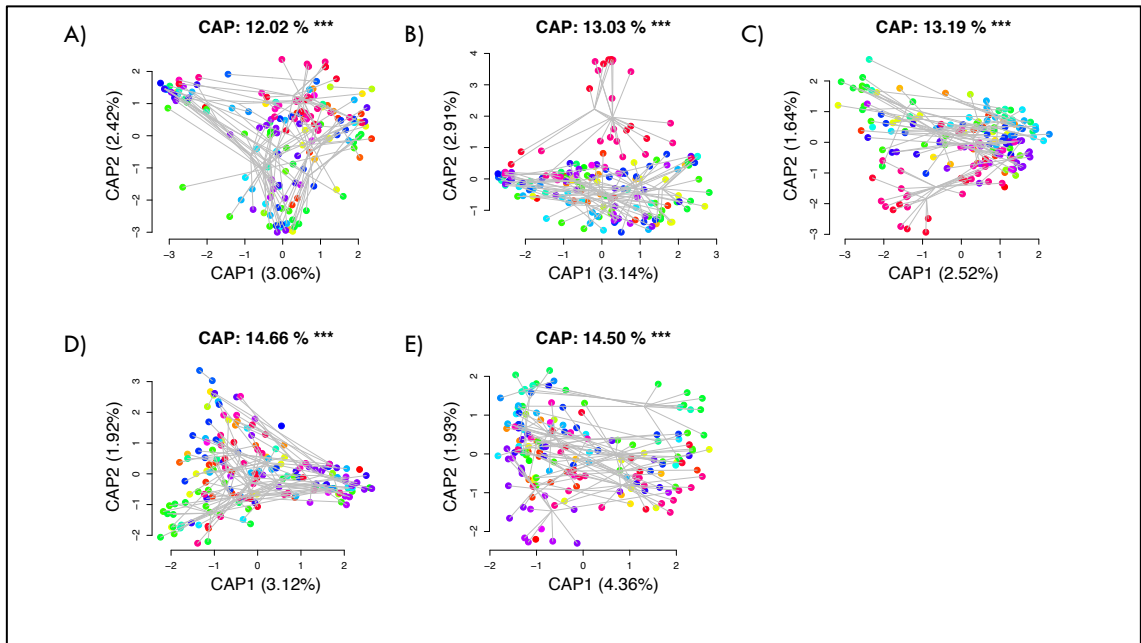 A)
CAP: 12.02 % ***
CAP2 (2.42%)
2
1
0
−1
−2
−3
−3 −2 −1 0 1 2
CAP1 (3.06%)
B)
CAP: 13.03 % ***
CAP2 (2.91%)
4
3
2
1
0
−1
−2 −1 0 1 2 3
CAP1 (3.14%)
C)
CAP: 13.19 % ***
CAP2 (1.64%)
2
1
0
−1
−2
−3
−3 −2 −1 0 1 2
CAP1 (2.52%)
D)
CAP: 14.66 % ***
CAP2 (1.92%)
3
2
1
0
−1
−2
−2 −1 0 1 2
CAP1 (3.12%)
E)
CAP: 14.50 % ***
CAP2 (1.93%)
2
1
0
−1
−2
−2 −1 0 1 2
CAP1 (4.36%)